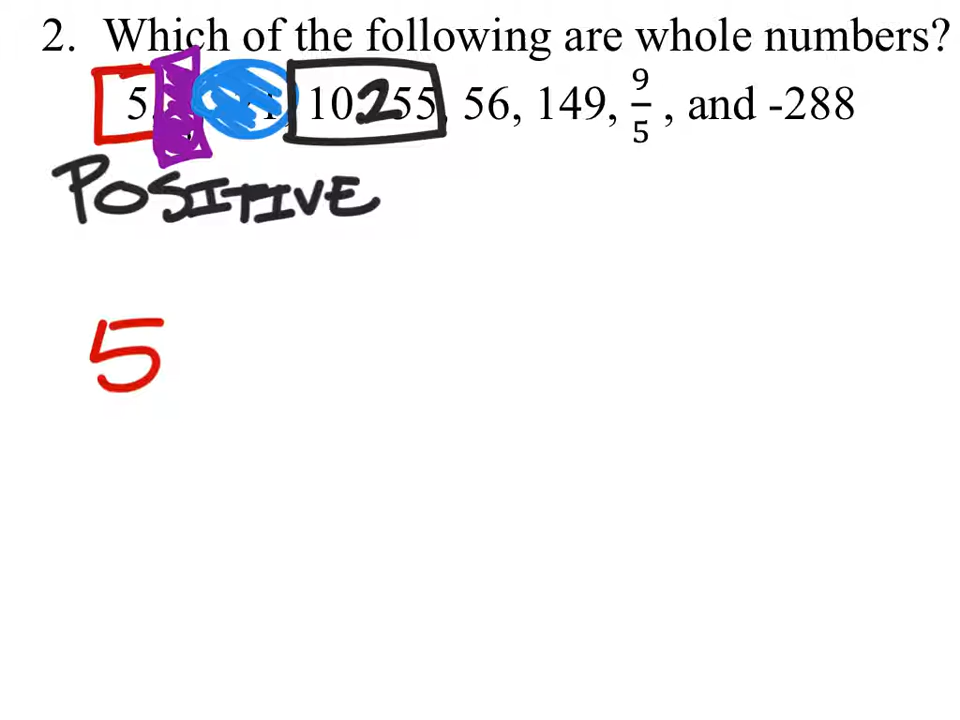 2. Which of the following are whole numbers?
5, 10.255, 56, 149, 9/5, and -288
POSITIVE
5